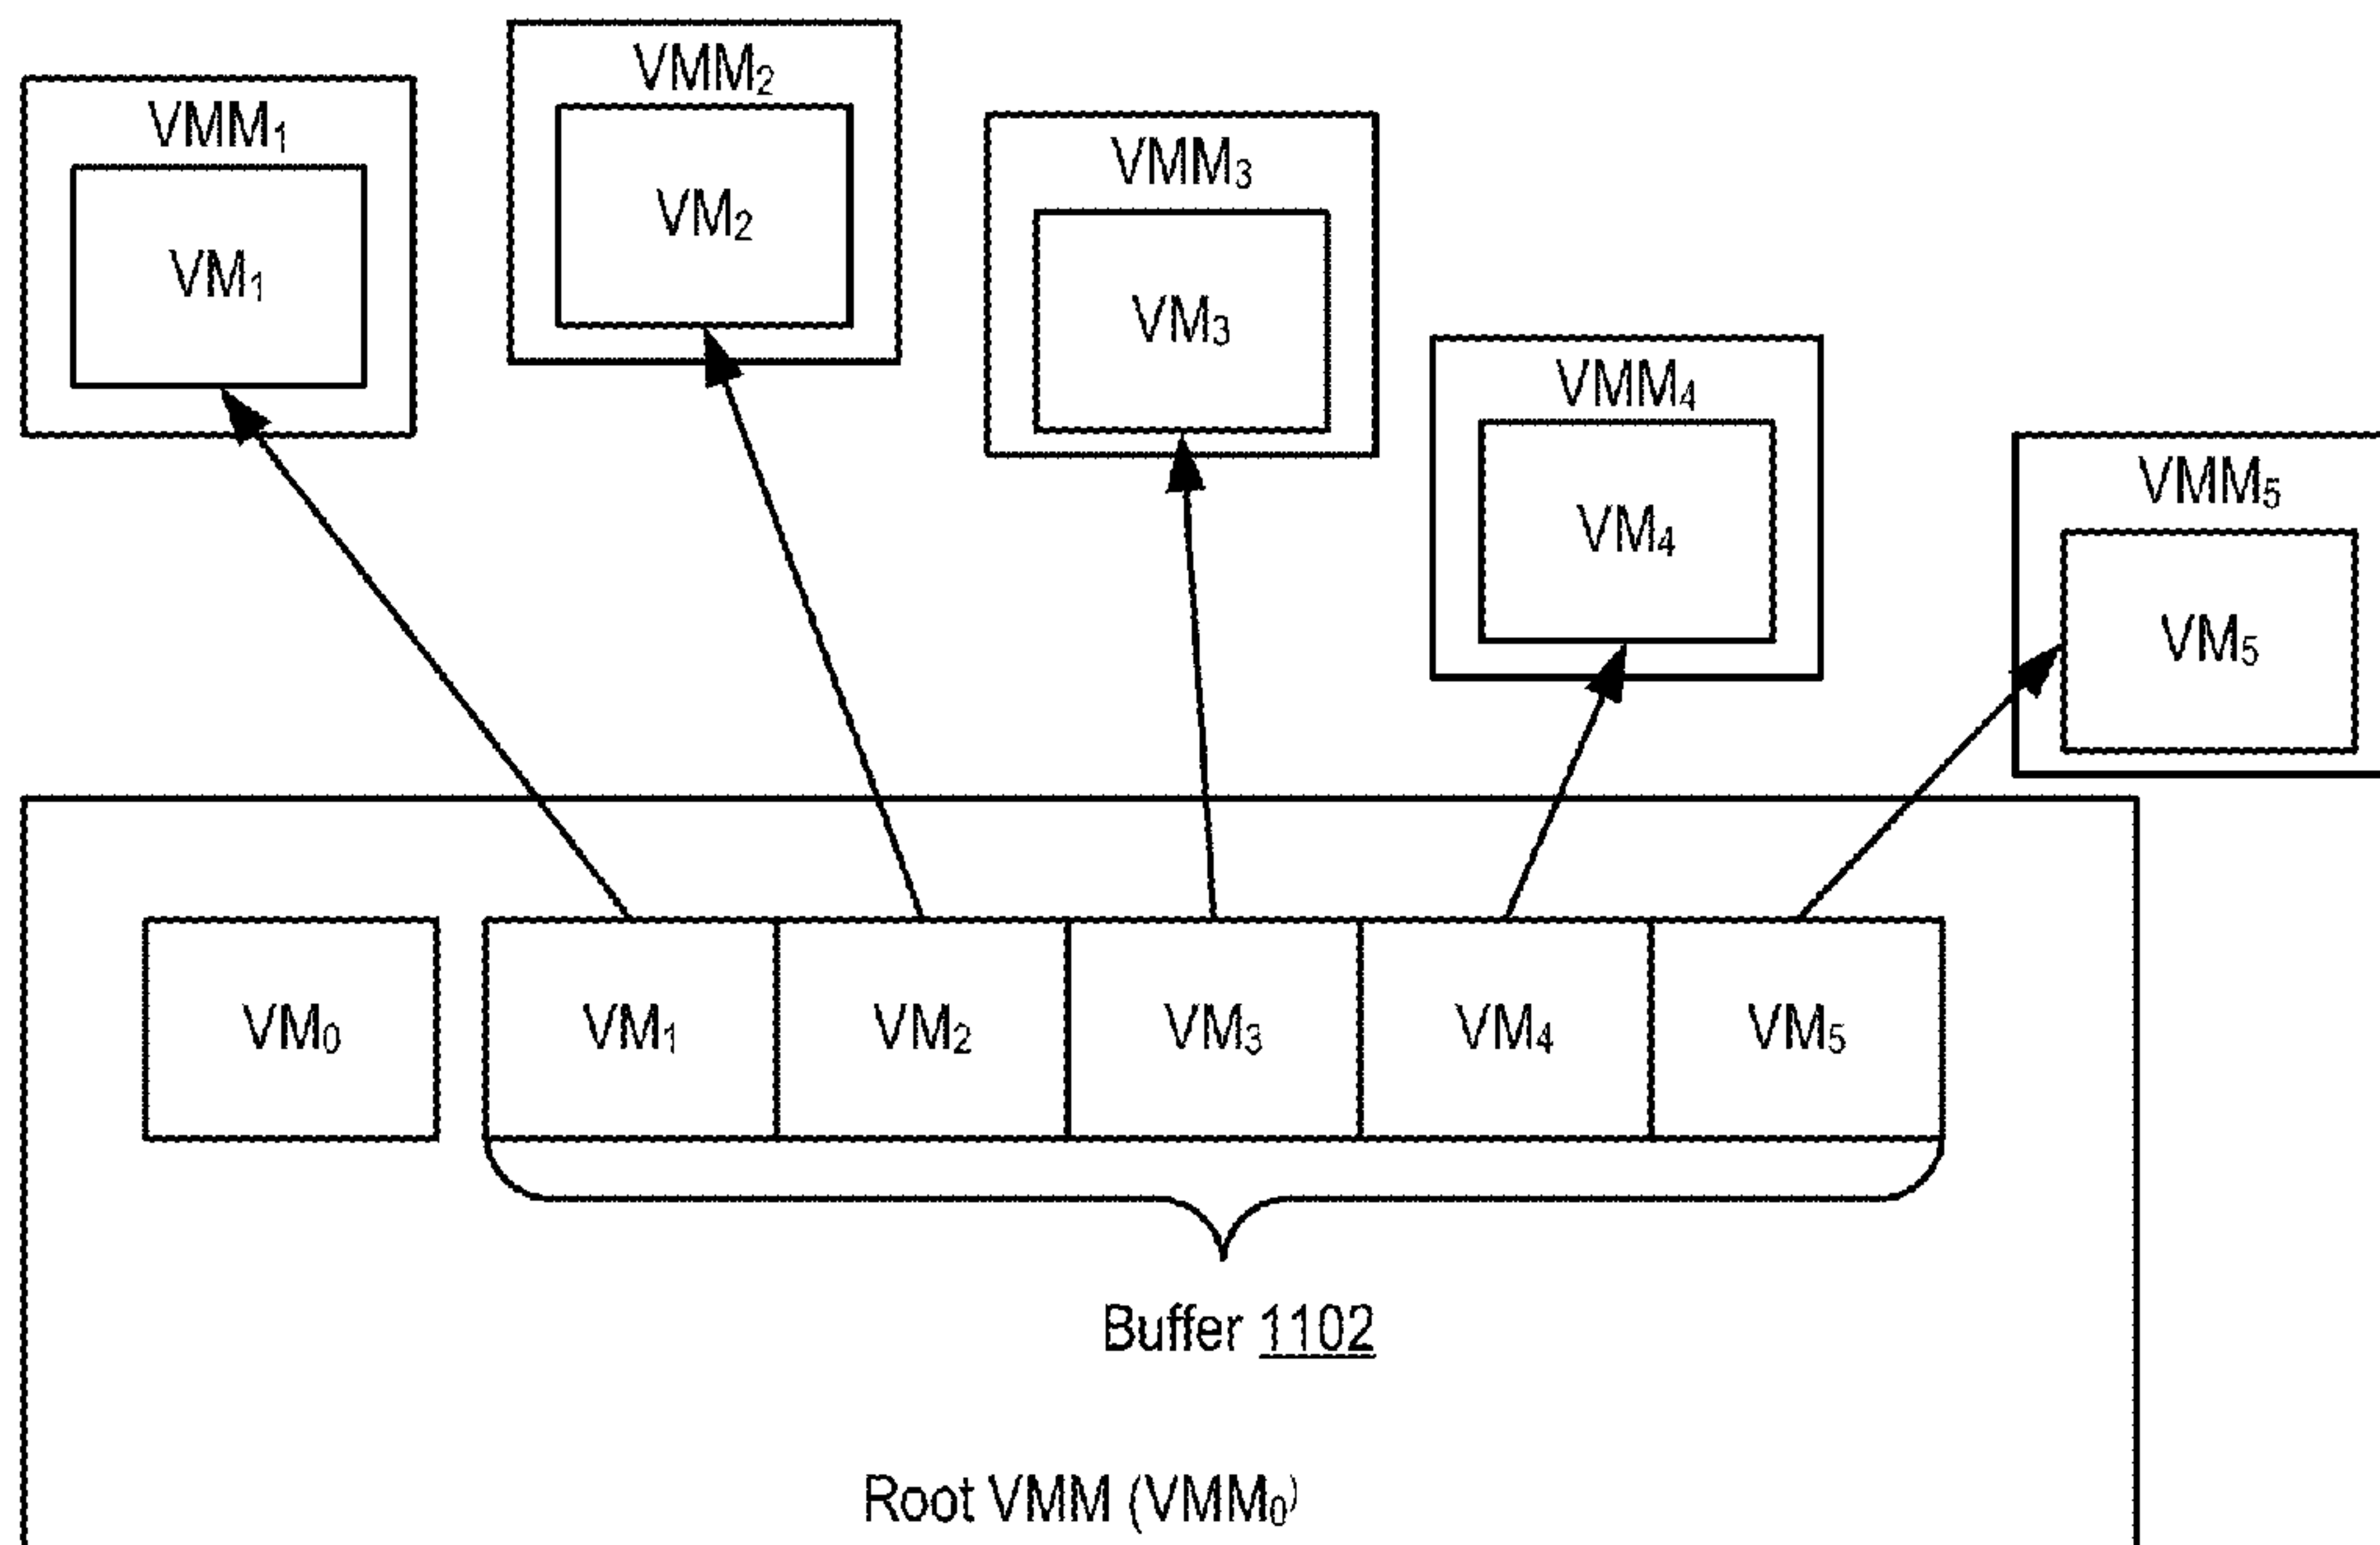 VMM₁
VM₁
VMM₂
VM₂
VMM₃
VM₃
VMM₄
VM₄
VMM₅
VM₅
VM₀
VM₁
VM₂
VM₃
VM₄
VM₅
Buffer 1102
Root VMM (VMM₀)